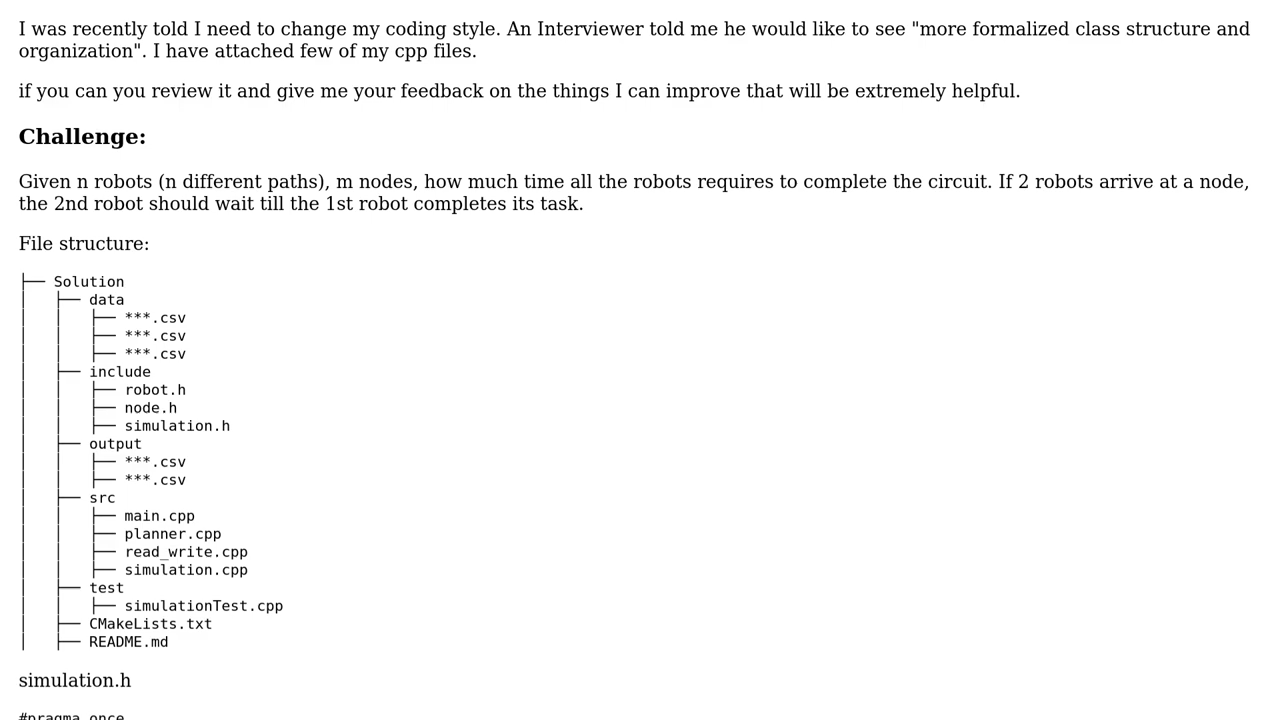 I was recently told I need to change my coding style. An Interviewer told me he would like to see "more formalized class structure and
organization". I have attached few of my cpp files.
if you can you review it and give me your feedback on the things I can improve that will be extremely helpful.
Challenge:
Given n robots (n different paths), m nodes, how much time all the robots requires to complete the circuit. If 2 robots arrive at a node,
the 2nd robot should wait till the 1st robot completes its task.
File structure:
├── Solution
│   ├── data
│   │   ├── ***.csv
│   │   ├── ***.csv
│   │   ├── ***.csv
│   ├── include
│   │   ├── robot.h
│   │   ├── node.h
│   │   ├── simulation.h
│   ├── output
│   │   ├── ***.csv
│   │   ├── ***.csv
│   ├── src
│   │   ├── main.cpp
│   │   ├── planner.cpp
│   │   ├── read_write.cpp
│   │   ├── simulation.cpp
│   ├── test
│   │   ├── simulationTest.cpp
│   ├── CMakeLists.txt
│   ├── README.md
simulation.h
#pragma once